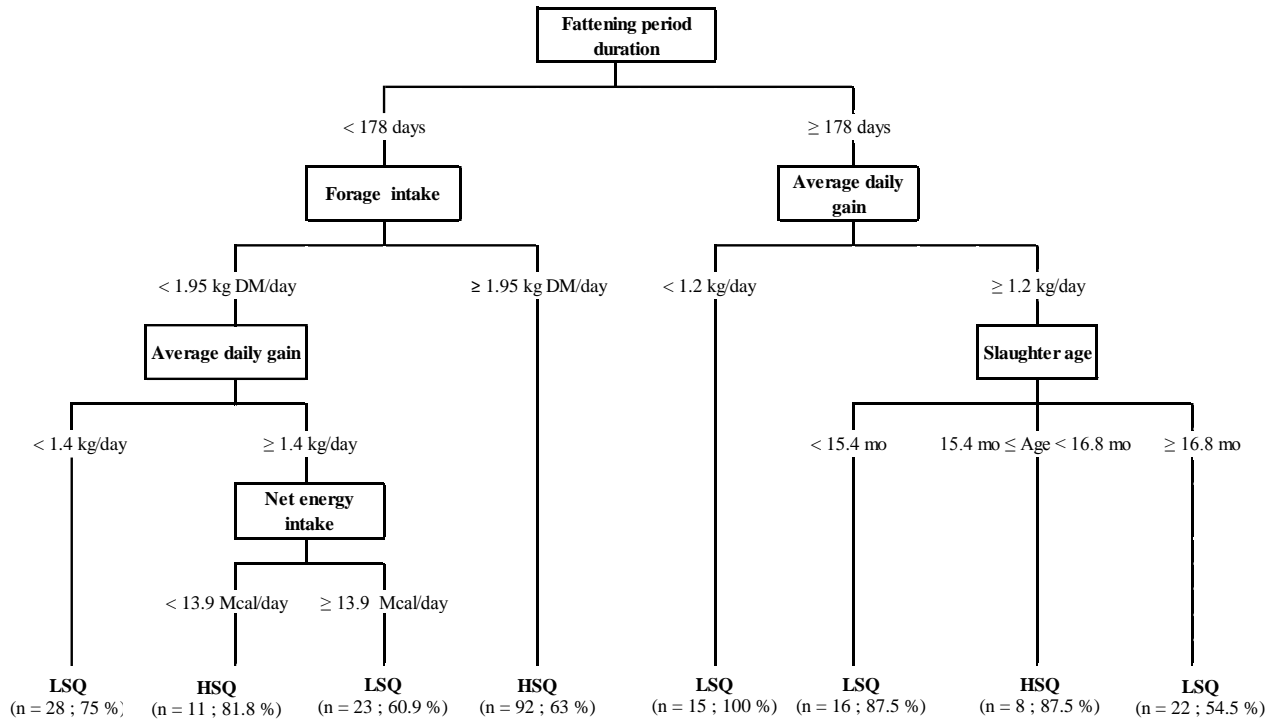 Fattening period
duration
< 178 days
≥ 178 days
Forage intake
Average daily
gain
< 1.95 kg DM/day
≥ 1.95 kg DM/day
< 1.2 kg/day
≥ 1.2 kg/day
Average daily gain
Slaughter age
< 1.4 kg/day
≥ 1.4 kg/day
< 15.4 mo
15.4 mo ≤ Age < 16.8 mo
≥ 16.8 mo
Net energy
intake
< 13.9 Mcal/day
≥ 13.9 Mcal/day
LSQ
(n = 28 ; 75 %)
HSQ
(n = 11 ; 81.8 %)
LSQ
(n = 23 ; 60.9 %)
HSQ
(n = 92 ; 63 %)
LSQ
(n = 15 ; 100 %)
LSQ
(n = 16 ; 87.5 %)
HSQ
(n = 8 ; 87.5 %)
LSQ
(n = 22 ; 54.5 %)